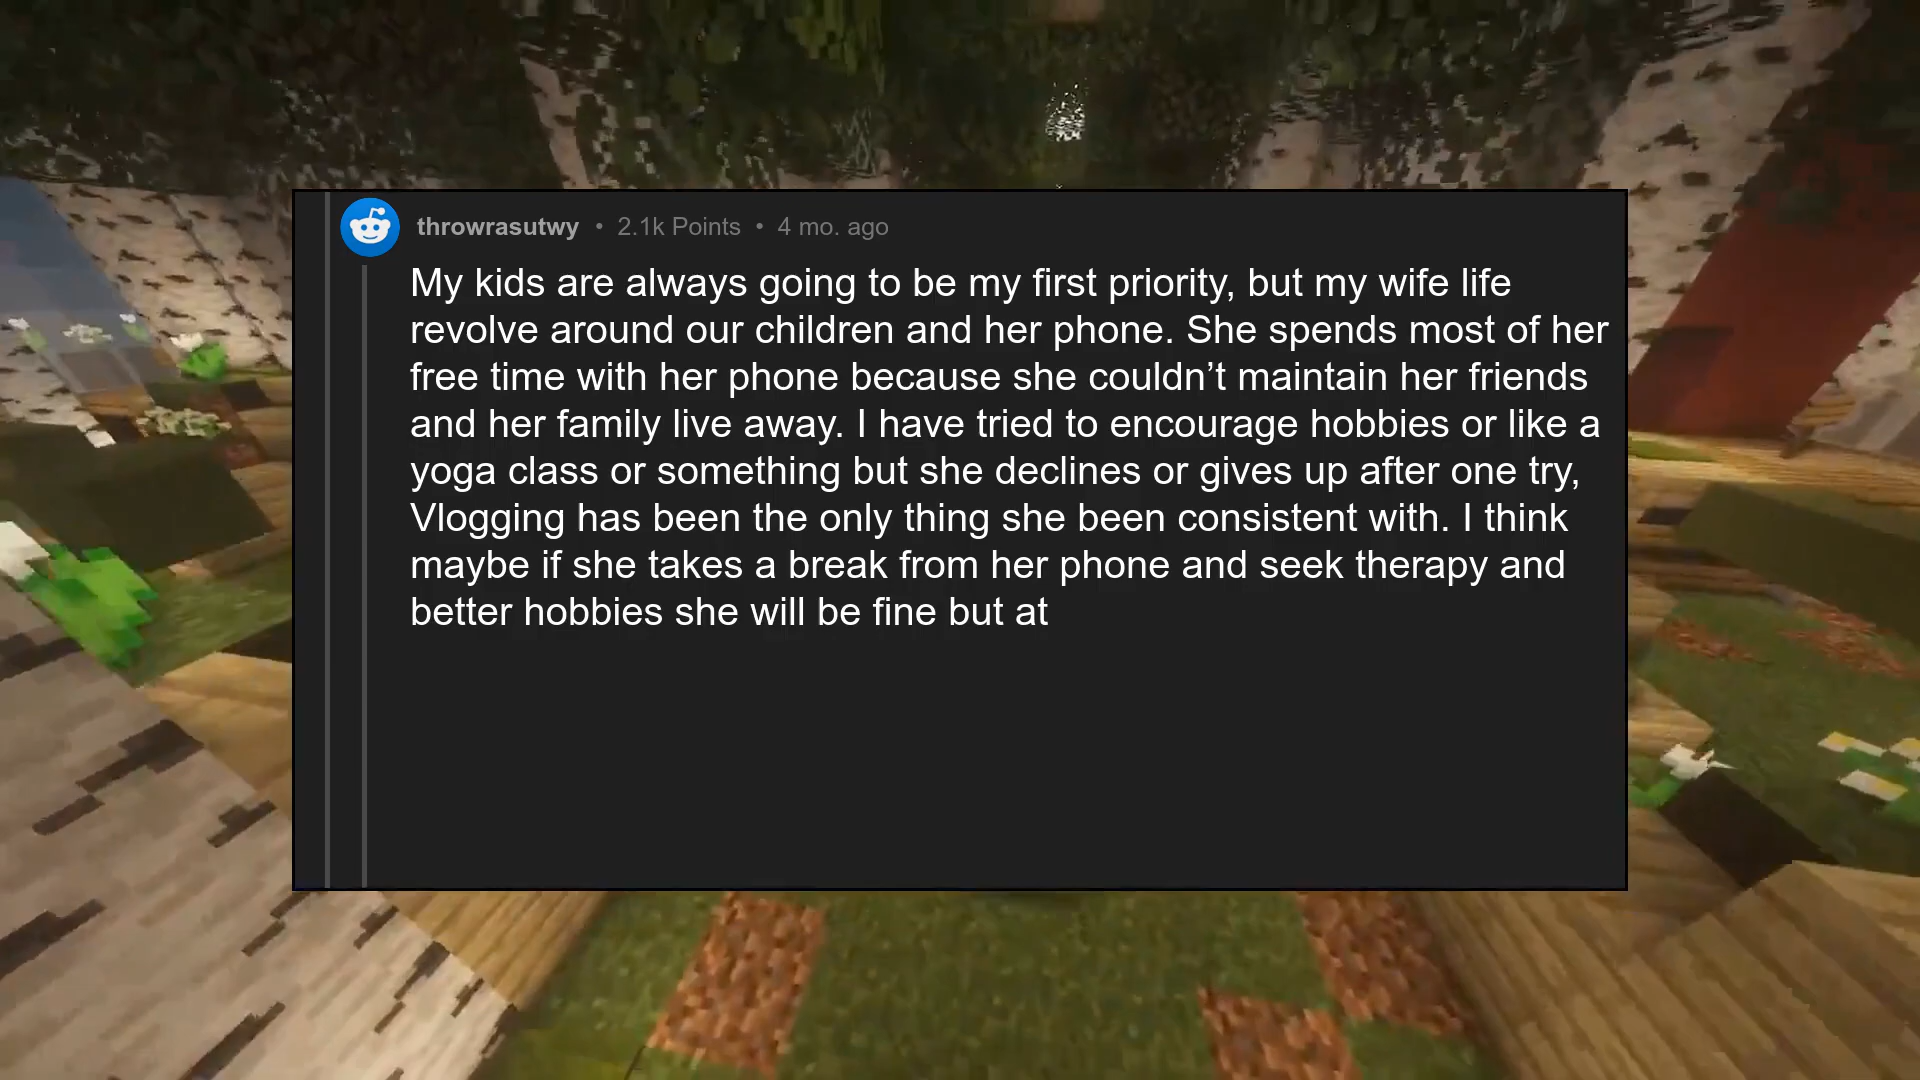 throwrasutwy • 2.1k Points • 4 mo. ago
My kids are always going to be my first priority, but my wife life
revolve around our children and her phone. She spends most of her
free time with her phone because she couldn’t maintain her friends
and her family live away. I have tried to encourage hobbies or like a
yoga class or something but she declines or gives up after one try,
Vlogging has been the only thing she been consistent with. I think
maybe if she takes a break from her phone and seek therapy and
better hobbies she will be fine but at